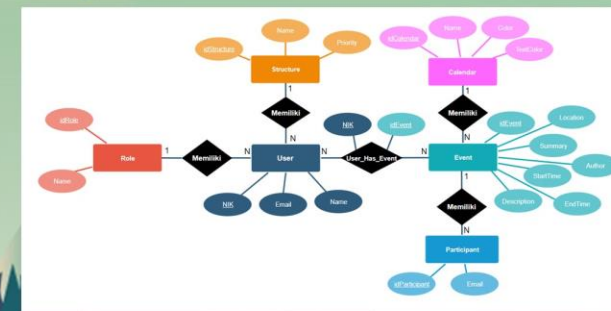 Name
idStructure
Priority
Structure
1
Memiliki
N
idCalendar
Name
Color
Calendar
1
Memiliki
N
idRole
Role
1
Memiliki
N
User
N
NIK
idEvent
User_Has_Event
N
Event
idEvent
Location
Summary
Author
StartTime
EndTime
Description
Name
NIK
Email
Name
1
Memiliki
N
Participant
idParticipant
Email